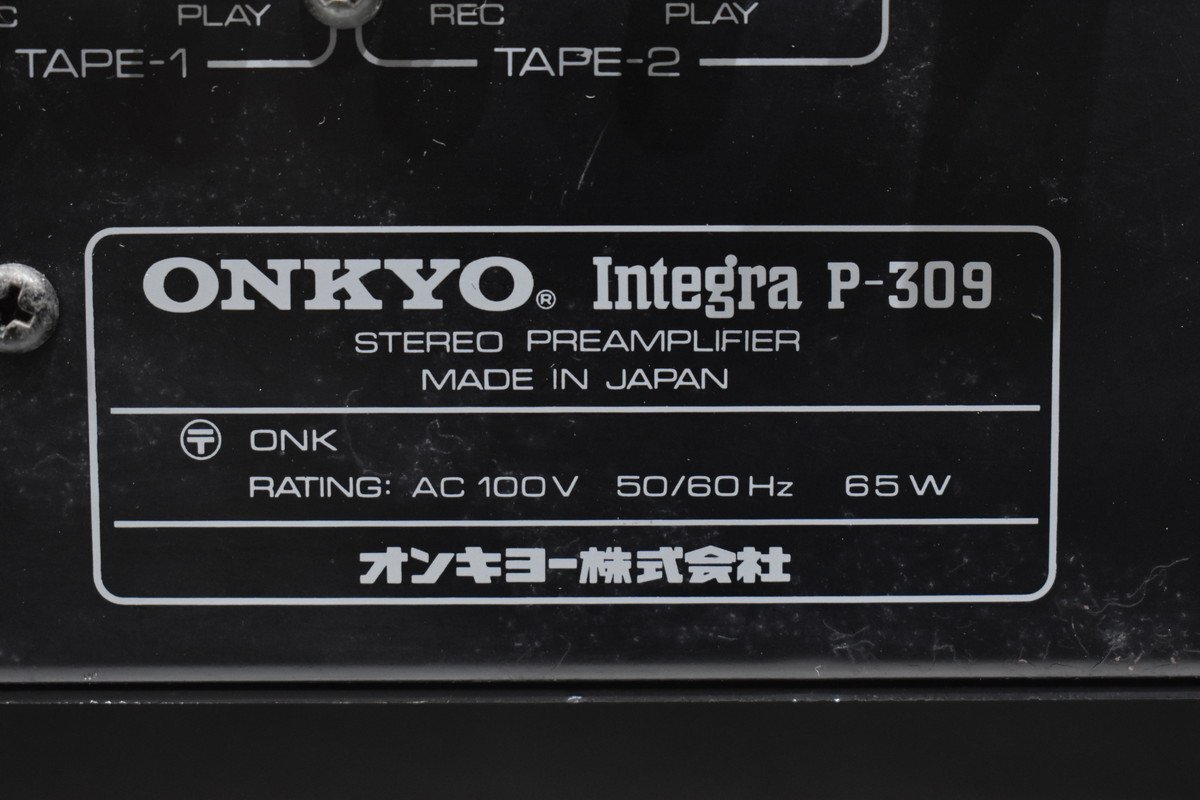 C PLAY REC PLAY
TAPE-1 TAPE-2
ONKYO® Integra P-309
STEREO PREAMPLIFIER
MADE IN JAPAN
〒 ONK
RATING: AC 100V 50/60Hz 65W
オンキヨー株式会社